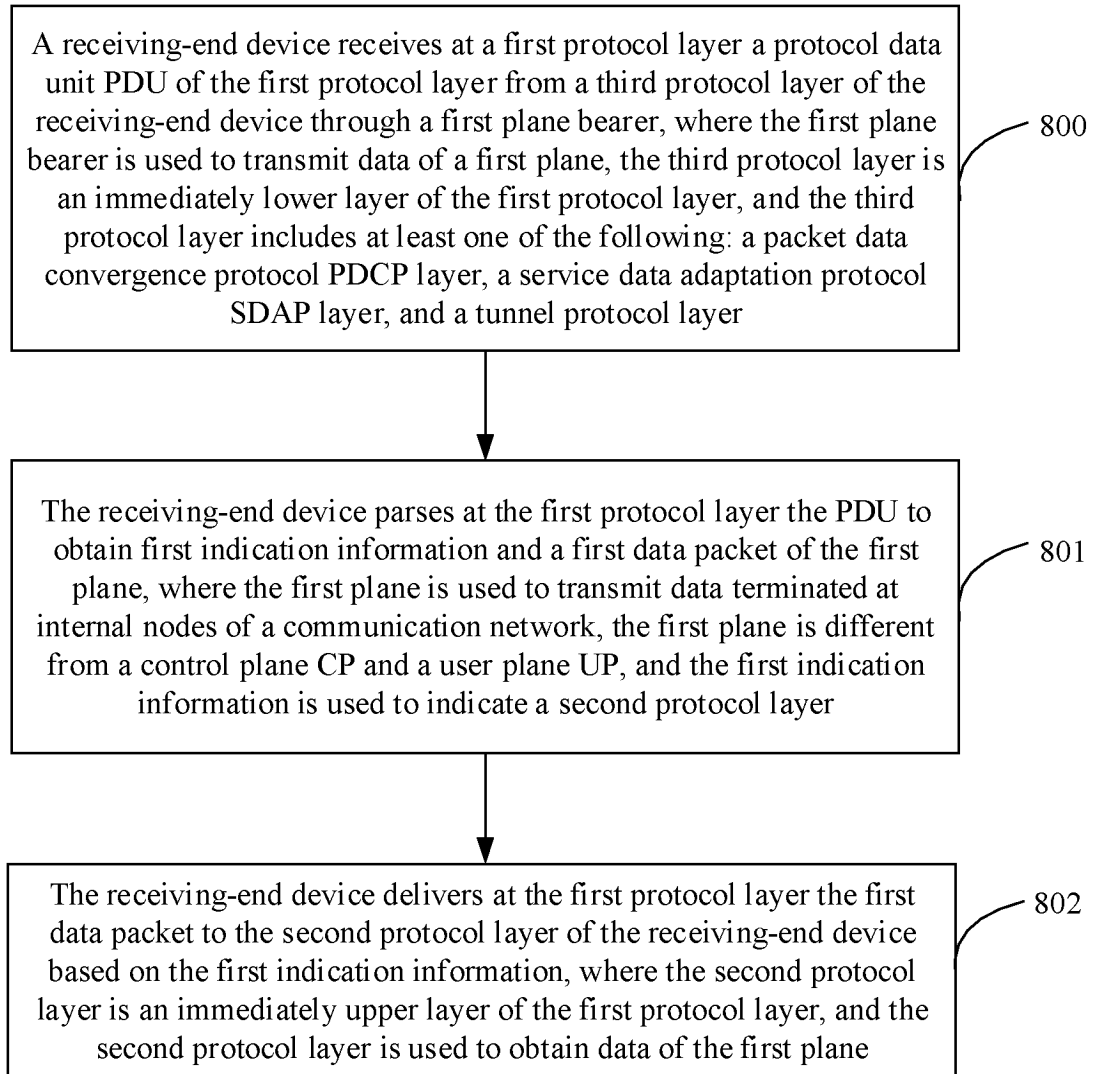 A receiving-end device receives at a first protocol layer a protocol data
unit PDU of the first protocol layer from a third protocol layer of the
receiving-end device through a first plane bearer, where the first plane
bearer is used to transmit data of a first plane, the third protocol layer is
an immediately lower layer of the first protocol layer, and the third
protocol layer includes at least one of the following: a packet data
convergence protocol PDCP layer, a service data adaptation protocol
SDAP layer, and a tunnel protocol layer
800
The receiving-end device parses at the first protocol layer the PDU to
obtain first indication information and a first data packet of the first
plane, where the first plane is used to transmit data terminated at
internal nodes of a communication network, the first plane is different
from a control plane CP and a user plane UP, and the first indication
information is used to indicate a second protocol layer
801
The receiving-end device delivers at the first protocol layer the first
data packet to the second protocol layer of the receiving-end device
based on the first indication information, where the second protocol
layer is an immediately upper layer of the first protocol layer, and the
second protocol layer is used to obtain data of the first plane
802